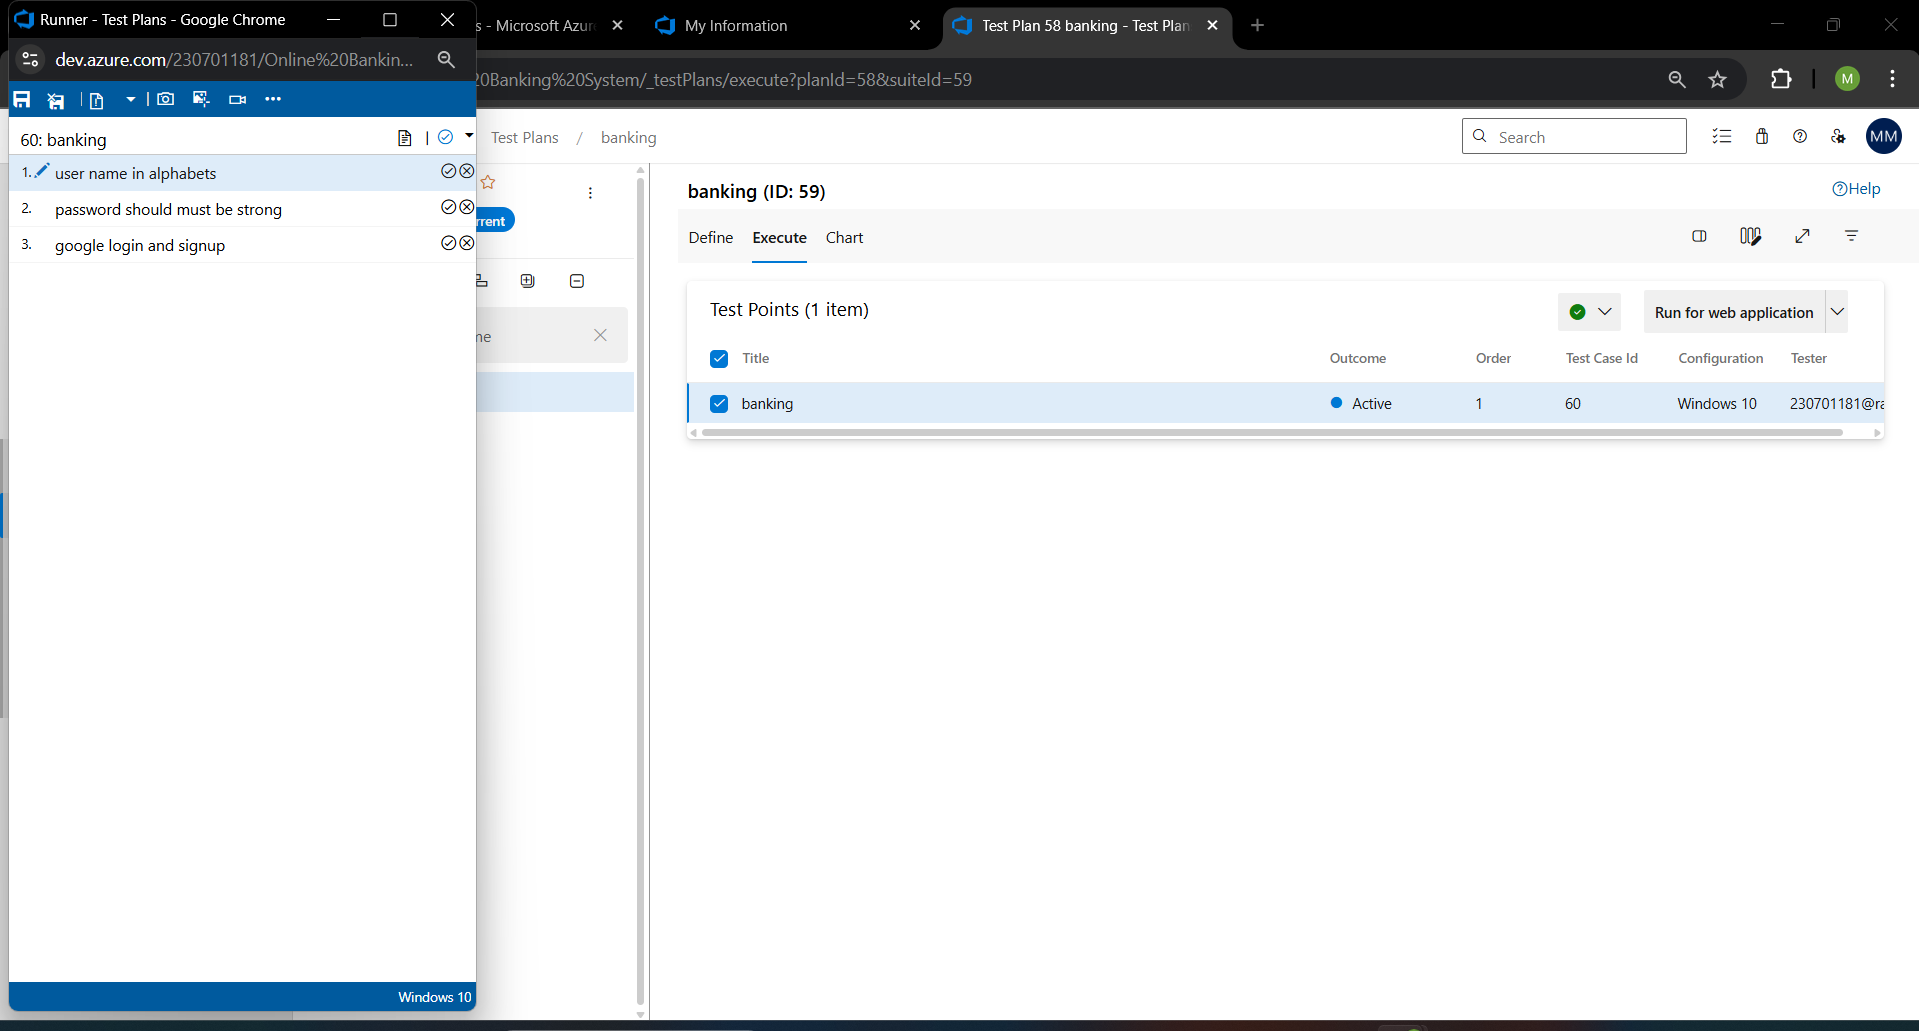 Runner - Test Plans - Google Chrome
s - Microsoft Azur
My Information
Test Plan 58 banking - Test Plan
dev.azure.com/230701181/Online%20Bankin...
20Banking%20System/_testPlans/execute?planId=58&suiteId=59
M
60: banking
1. user name in alphabets
2. password should must be strong
3. google login and signup
Windows 10
Test Plans / banking
Search
MM
rrent
me
banking (ID: 59)
Help
Define Execute Chart
Test Points (1 item)
Run for web application
Title Outcome Order Test Case Id Configuration Tester
banking Active 1 60 Windows 10 230701181@ra